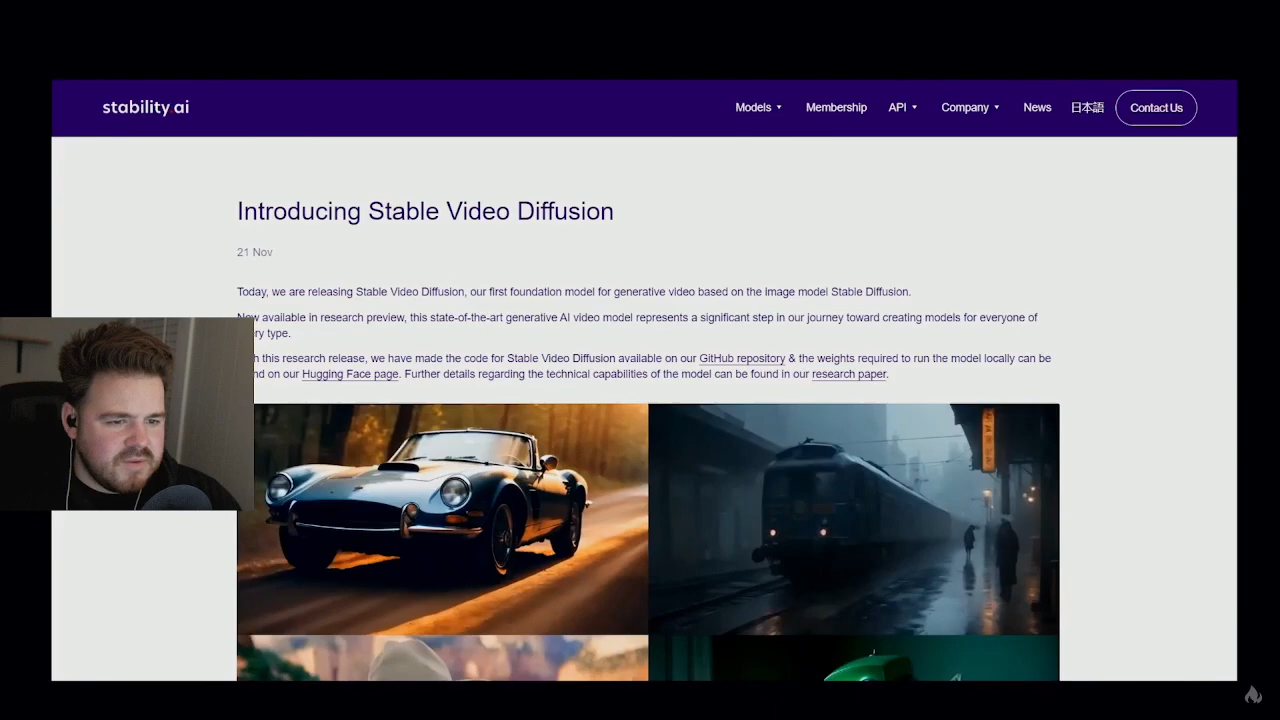 stability.ai
Models
Membership
API
Company
News
日本語
Contact Us
Introducing Stable Video Diffusion
21 Nov
Today, we are releasing Stable Video Diffusion, our first foundation model for generative video based on the image model Stable Diffusion.
available in research preview, this state-of-the-art generative AI video model represents a significant step in our journey toward creating models for everyone of
type.
this research release, we have made the code for Stable Video Diffusion available on our GitHub repository & the weights required to run the model locally can be
on our Hugging Face page. Further details regarding the technical capabilities of the model can be found in our research paper.